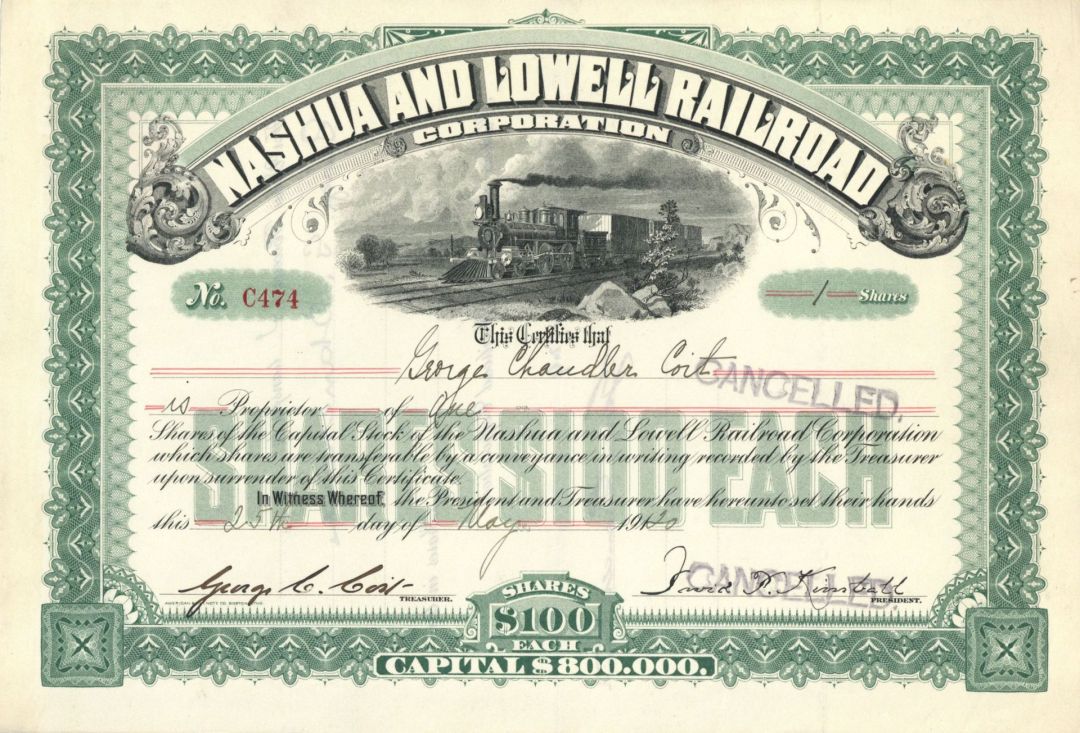 NASHUA AND LOWELL RAILROAD
CORPORATION
No. C474
1 Shares
This Certifies that
George Chandler Coit
CANCELLED.
is Proprietor of One
Shares of the Capital Stock of the Nashua and Lowell Railroad Corporation
which shares are transferable by a conveyance in writing recorded by the Treasurer
upon surrender of this Certificate.
SHARES $100 EACH
In Witness Whereof, the President and Treasurer have hereunto set their hands
this 25th day of May 19
George C. Coit
TREASURER.
CANCELLED
Kimball
PRESIDENT.
SHARES
$100
EACH
CAPITAL $800.000.